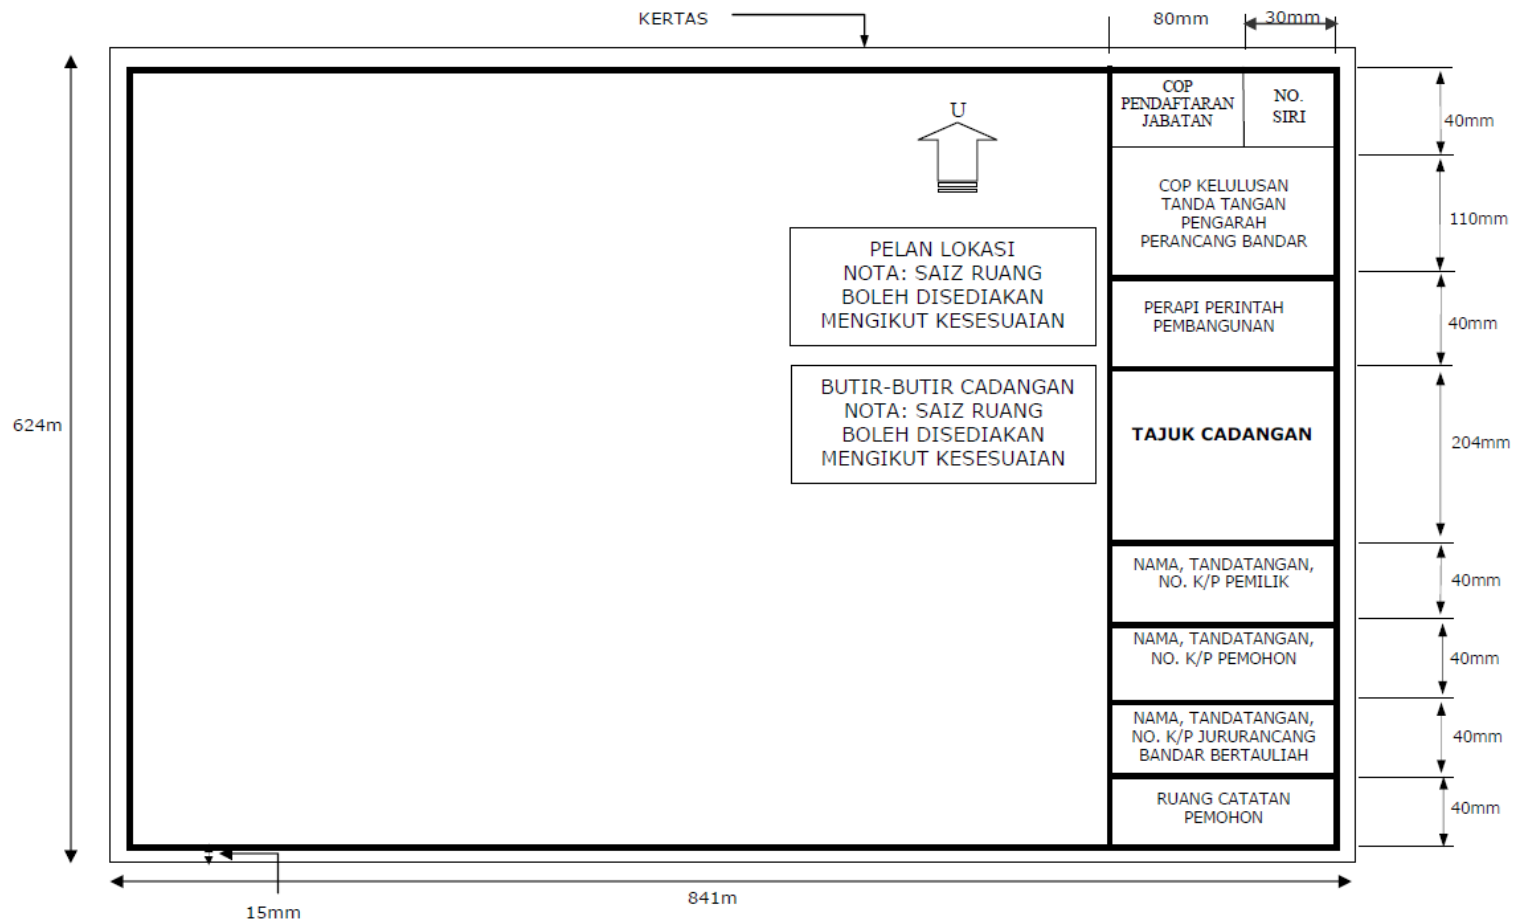 KERTAS
80mm
30mm
COP
PENDAFTARAN
JABATAN
NO.
SIRI
40mm
U
COP KELULUSAN
TANDA TANGAN
PENGARAH
PERANCANG BANDAR
110mm
PELAN LOKASI
NOTA: SAIZ RUANG
BOLEH DISEDIAKAN
MENGIKUT KESESUAIAN
PERAPI PERINTAH
PEMBANGUNAN
40mm
BUTIR-BUTIR CADANGAN
NOTA: SAIZ RUANG
BOLEH DISEDIAKAN
MENGIKUT KESESUAIAN
624m
TAJUK CADANGAN
204mm
NAMA, TANDATANGAN,
NO. K/P PEMILIK
40mm
NAMA, TANDATANGAN,
NO. K/P PEMOHON
40mm
NAMA, TANDATANGAN,
NO. K/P JURURANCANG
BANDAR BERTAULIAH
40mm
RUANG CATATAN
PEMOHON
40mm
841m
15mm